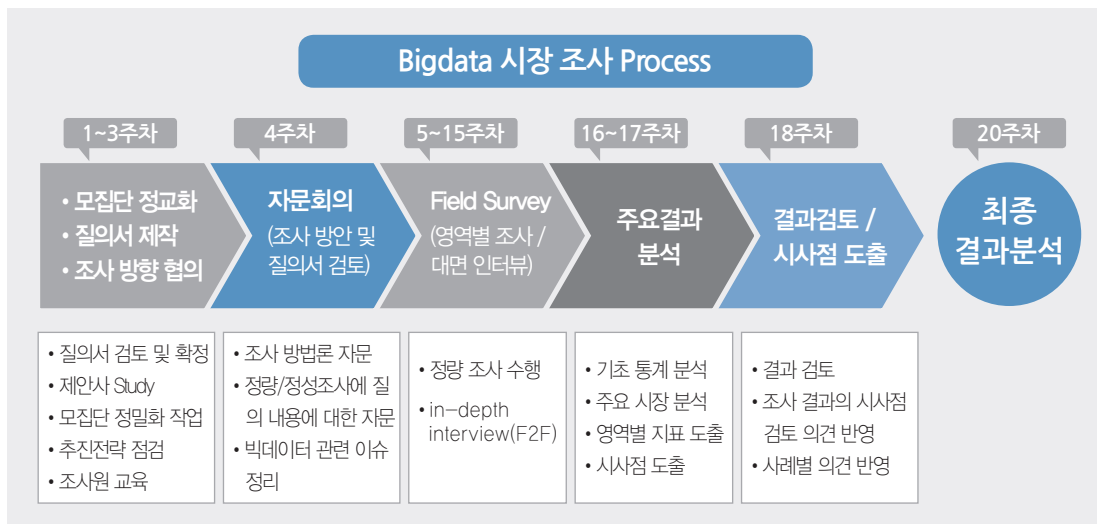 Bigdata 시장 조사 Process
1~3주차
4주차
5~15주차
16~17주차
18주차
20주차
• 모집단 정교화
• 질의서 제작
• 조사 방향 협의
자문회의
(조사 방안 및
질의서 검토)
Field Survey
(영역별 조사 /
대면 인터뷰)
주요결과
분석
결과검토 /
시사점 도출
최종
결과분석
• 질의서 검토 및 확정
• 제안사 Study
• 모집단 정밀화 작업
• 추진전략 점검
• 조사원 교육
• 조사 방법론 자문
• 정량/정성조사에 질
의 내용에 대한 자문
• 빅데이터 관련 이슈
정리
• 정량 조사 수행
• in-depth
interview(F2F)
• 기초 통계 분석
• 주요 시장 분석
• 영역별 지표 도출
• 시사점 도출
• 결과 검토
• 조사 결과의 시사점
검토 의견 반영
• 사례별 의견 반영